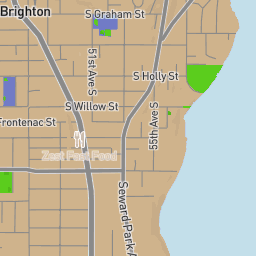 S Graham St
Brighton
51st Ave S
S Holly St
S Willow St
55th Ave S
Frontenac St
Zest Fast Food
Seward Park A